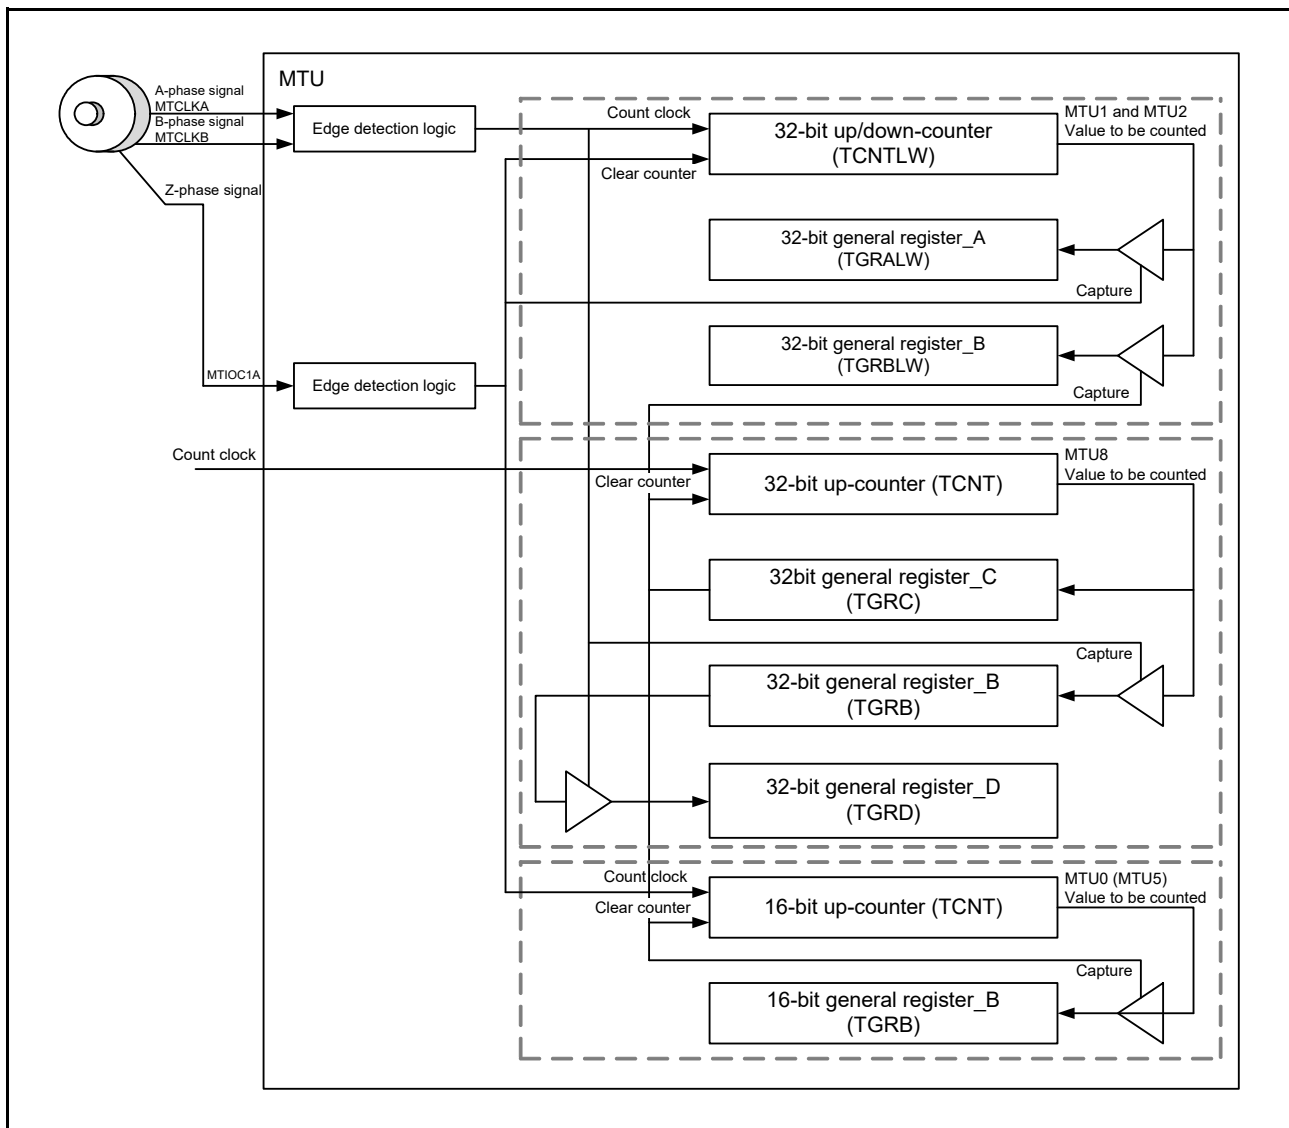 MTU
A-phase signal
MTCLKA
B-phase signal
MTCLKB
Z-phase signal
Edge detection logic
Count clock
Clear counter
32-bit up/down-counter
(TCNTLW)
MTU1 and MTU2
Value to be counted
32-bit general register_A
(TGRALW)
Capture
32-bit general register_B
(TGRBLW)
Capture
MTIOC1A
Edge detection logic
Count clock
Clear counter
32-bit up-counter (TCNT)
MTU8
Value to be counted
32bit general register_C
(TGRC)
Capture
32-bit general register_B
(TGRB)
32-bit general register_D
(TGRD)
Count clock
Clear counter
16-bit up-counter (TCNT)
MTU0 (MTU5)
Value to be counted
Capture
16-bit general register_B
(TGRB)